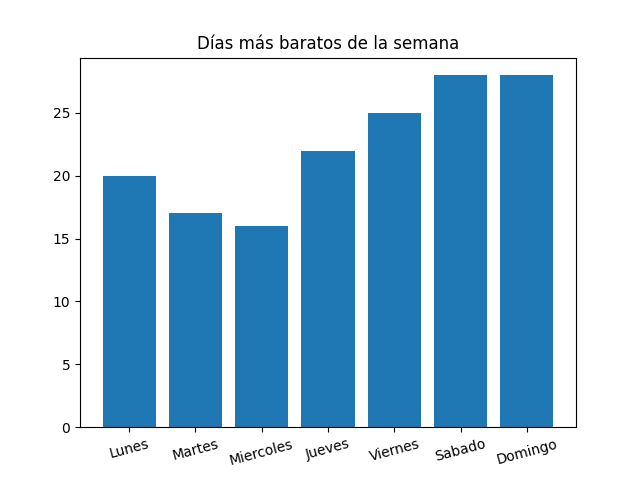 Días más baratos de la semana
25
20
15
10
5
0
Lunes
Martes
Miercoles
Jueves
Viernes
Sabado
Domingo